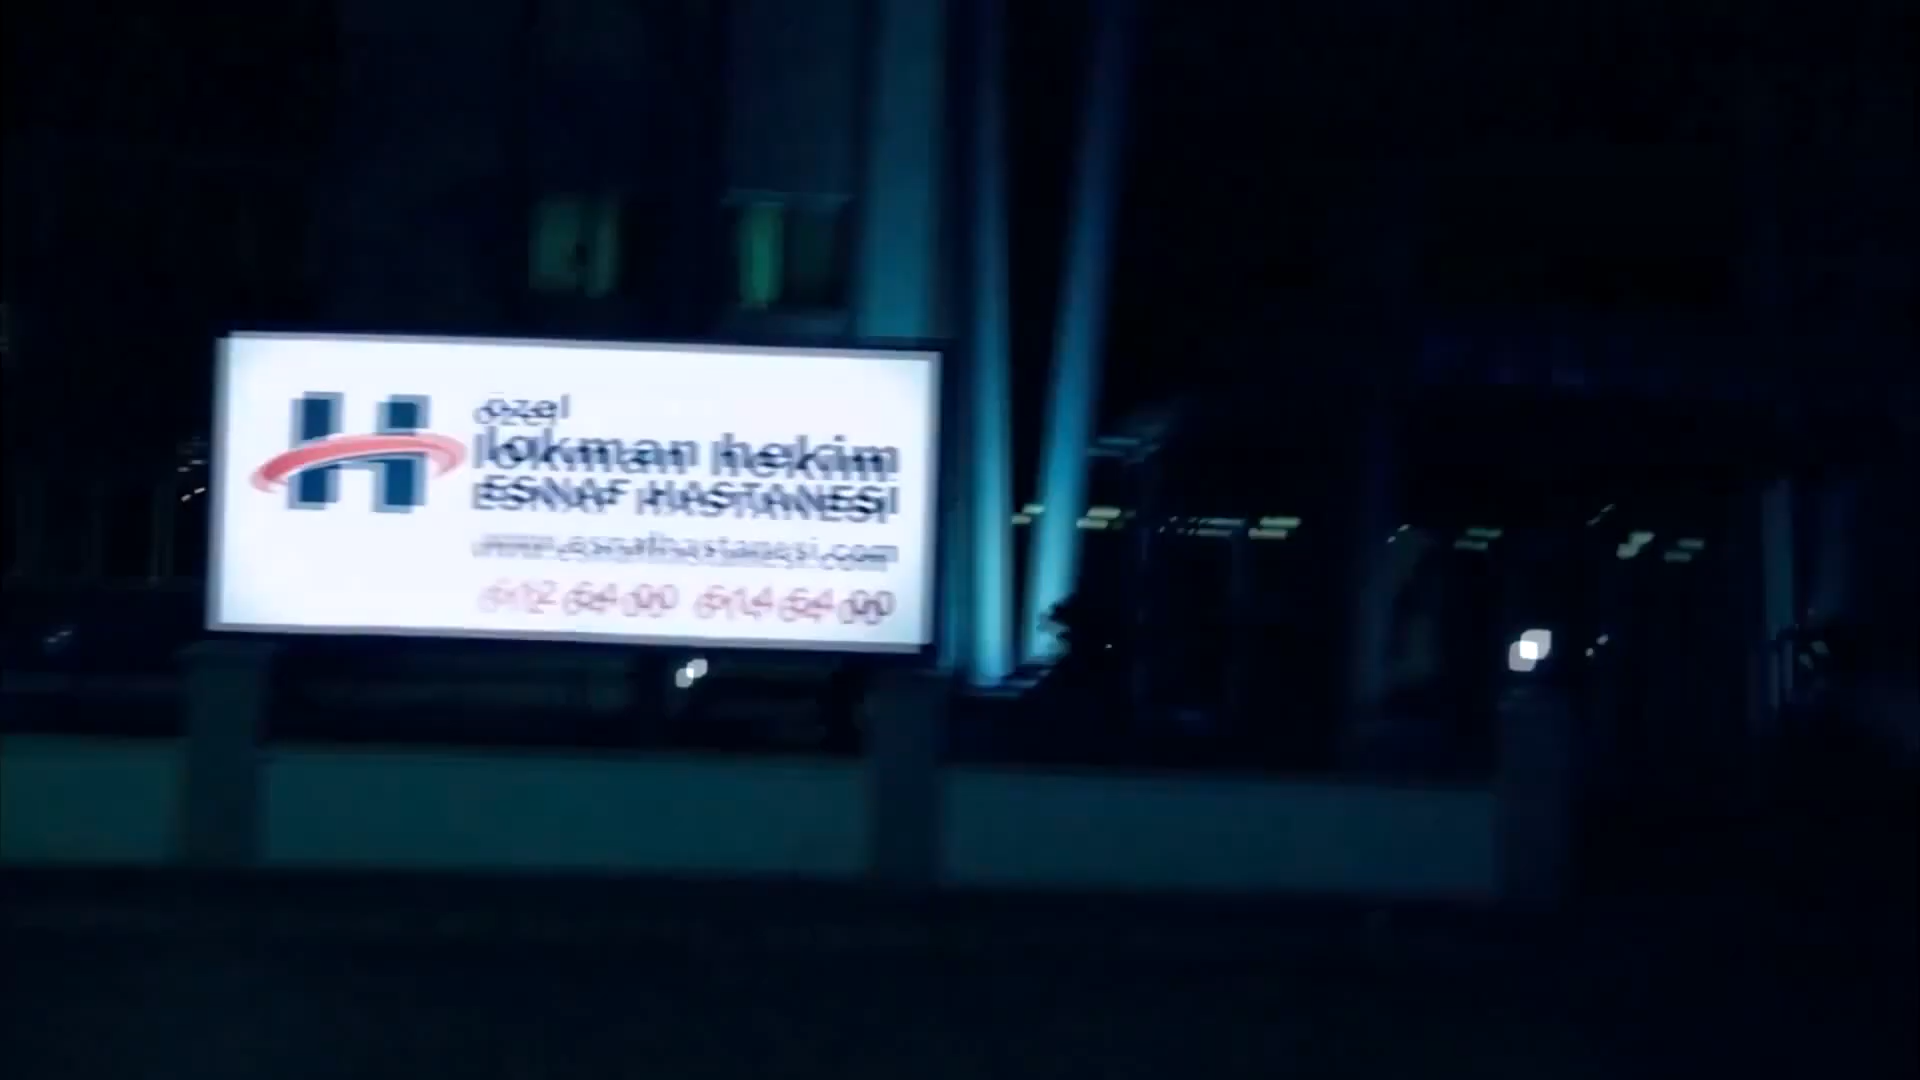 özel
lokman hekim
ESNAF HASTANESİ
www.esnafhastanesi.com
612 64 00 614 64 00